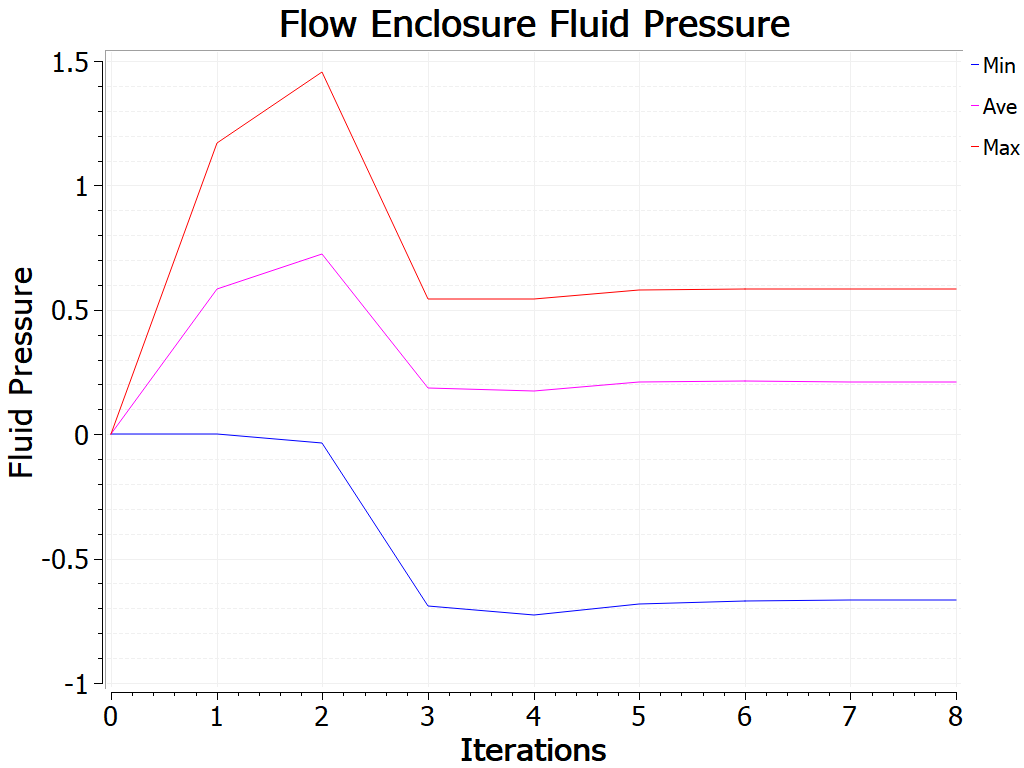 Flow Enclosure Fluid Pressure
1.5
1
0.5
0
-0.5
-1
Fluid Pressure
0 1 2 3 4 5 6 7 8
Iterations
Min
Ave
Max